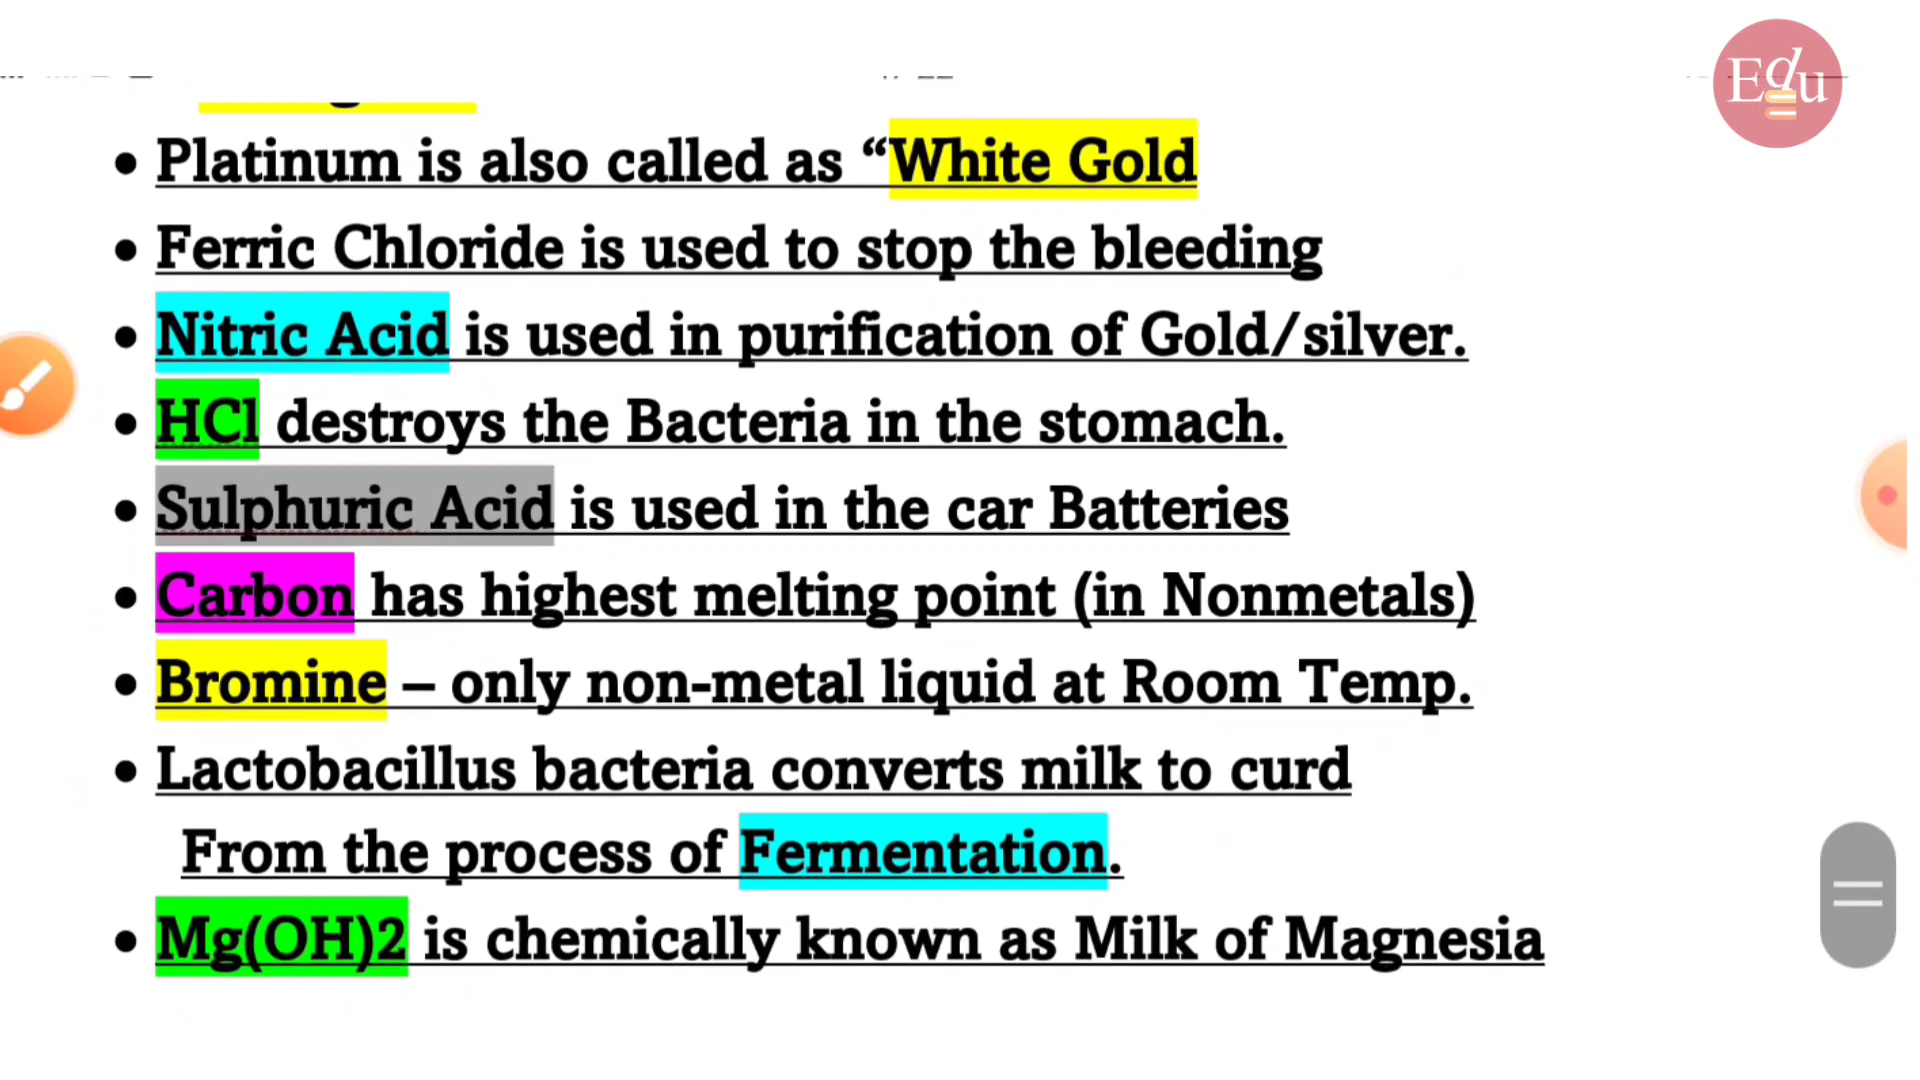 Edu
• Platinum is also called as “White Gold
• Ferric Chloride is used to stop the bleeding
• Nitric Acid is used in purification of Gold/silver.
• HCl destroys the Bacteria in the stomach.
• Sulphuric Acid is used in the car Batteries
• Carbon has highest melting point (in Nonmetals)
• Bromine – only non-metal liquid at Room Temp.
• Lactobacillus bacteria converts milk to curd
From the process of Fermentation.
• Mg(OH)2 is chemically known as Milk of Magnesia